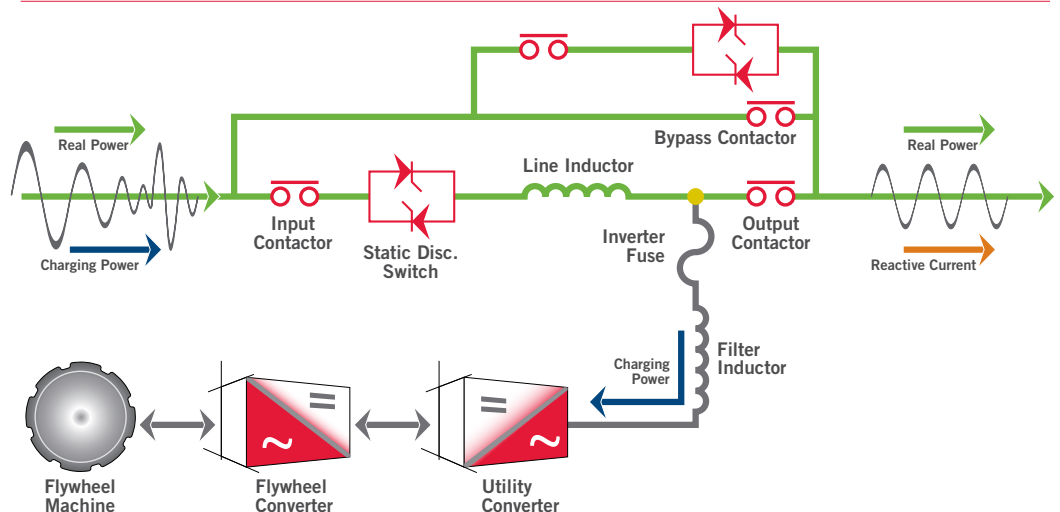 Bypass Contactor
Real Power
Real Power
Line Inductor
Charging Power
Input
Contactor
Static Disc.
Switch
Inverter
Fuse
Output
Contactor
Reactive Current
Charging
Power
Filter
Inductor
Flywheel
Machine
Flywheel
Converter
Utility
Converter